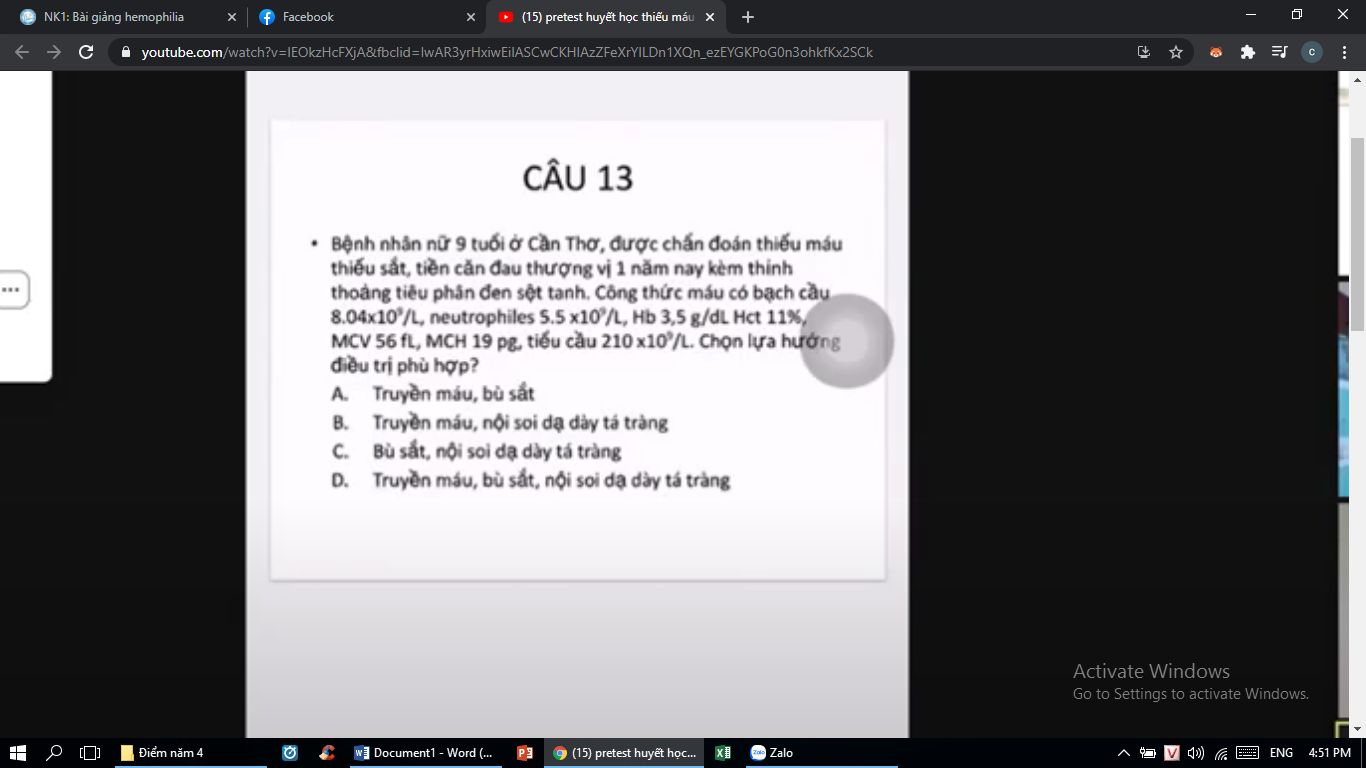 NK1: Bài giảng hemophilia
Facebook
(15) pretest huyết học thiếu máu
youtube.com/watch?v=IEOkzHcFXjA&fbclid=IwAR3yrHxiwEilASCwCKHIAzZFeXrYILDn1XQn_ezEYGKPoG0n3ohkfKx2SCk
c
CÂU 13
• Bệnh nhân nữ 9 tuổi ở Cần Thơ, được chẩn đoán thiếu máu
thiếu sắt, tiền căn đau thượng vị 1 năm nay kèm thỉnh
thoảng tiêu phân đen sệt tanh. Công thức máu có bạch cầu
8.04x10⁹/L, neutrophiles 5.5 x10⁹/L, Hb 3,5 g/dL Hct 11%,
MCV 56 fL, MCH 19 pg, tiểu cầu 210 x10⁹/L. Chọn lựa hướng
điều trị phù hợp?
A. Truyền máu, bù sắt
B. Truyền máu, nội soi dạ dày tá tràng
C. Bù sắt, nội soi dạ dày tá tràng
D. Truyền máu, bù sắt, nội soi dạ dày tá tràng
Activate Windows
Go to Settings to activate Windows.
Điểm năm 4
Document1 - Word (...
(15) pretest huyết học...
Zalo
ENG
4:51 PM